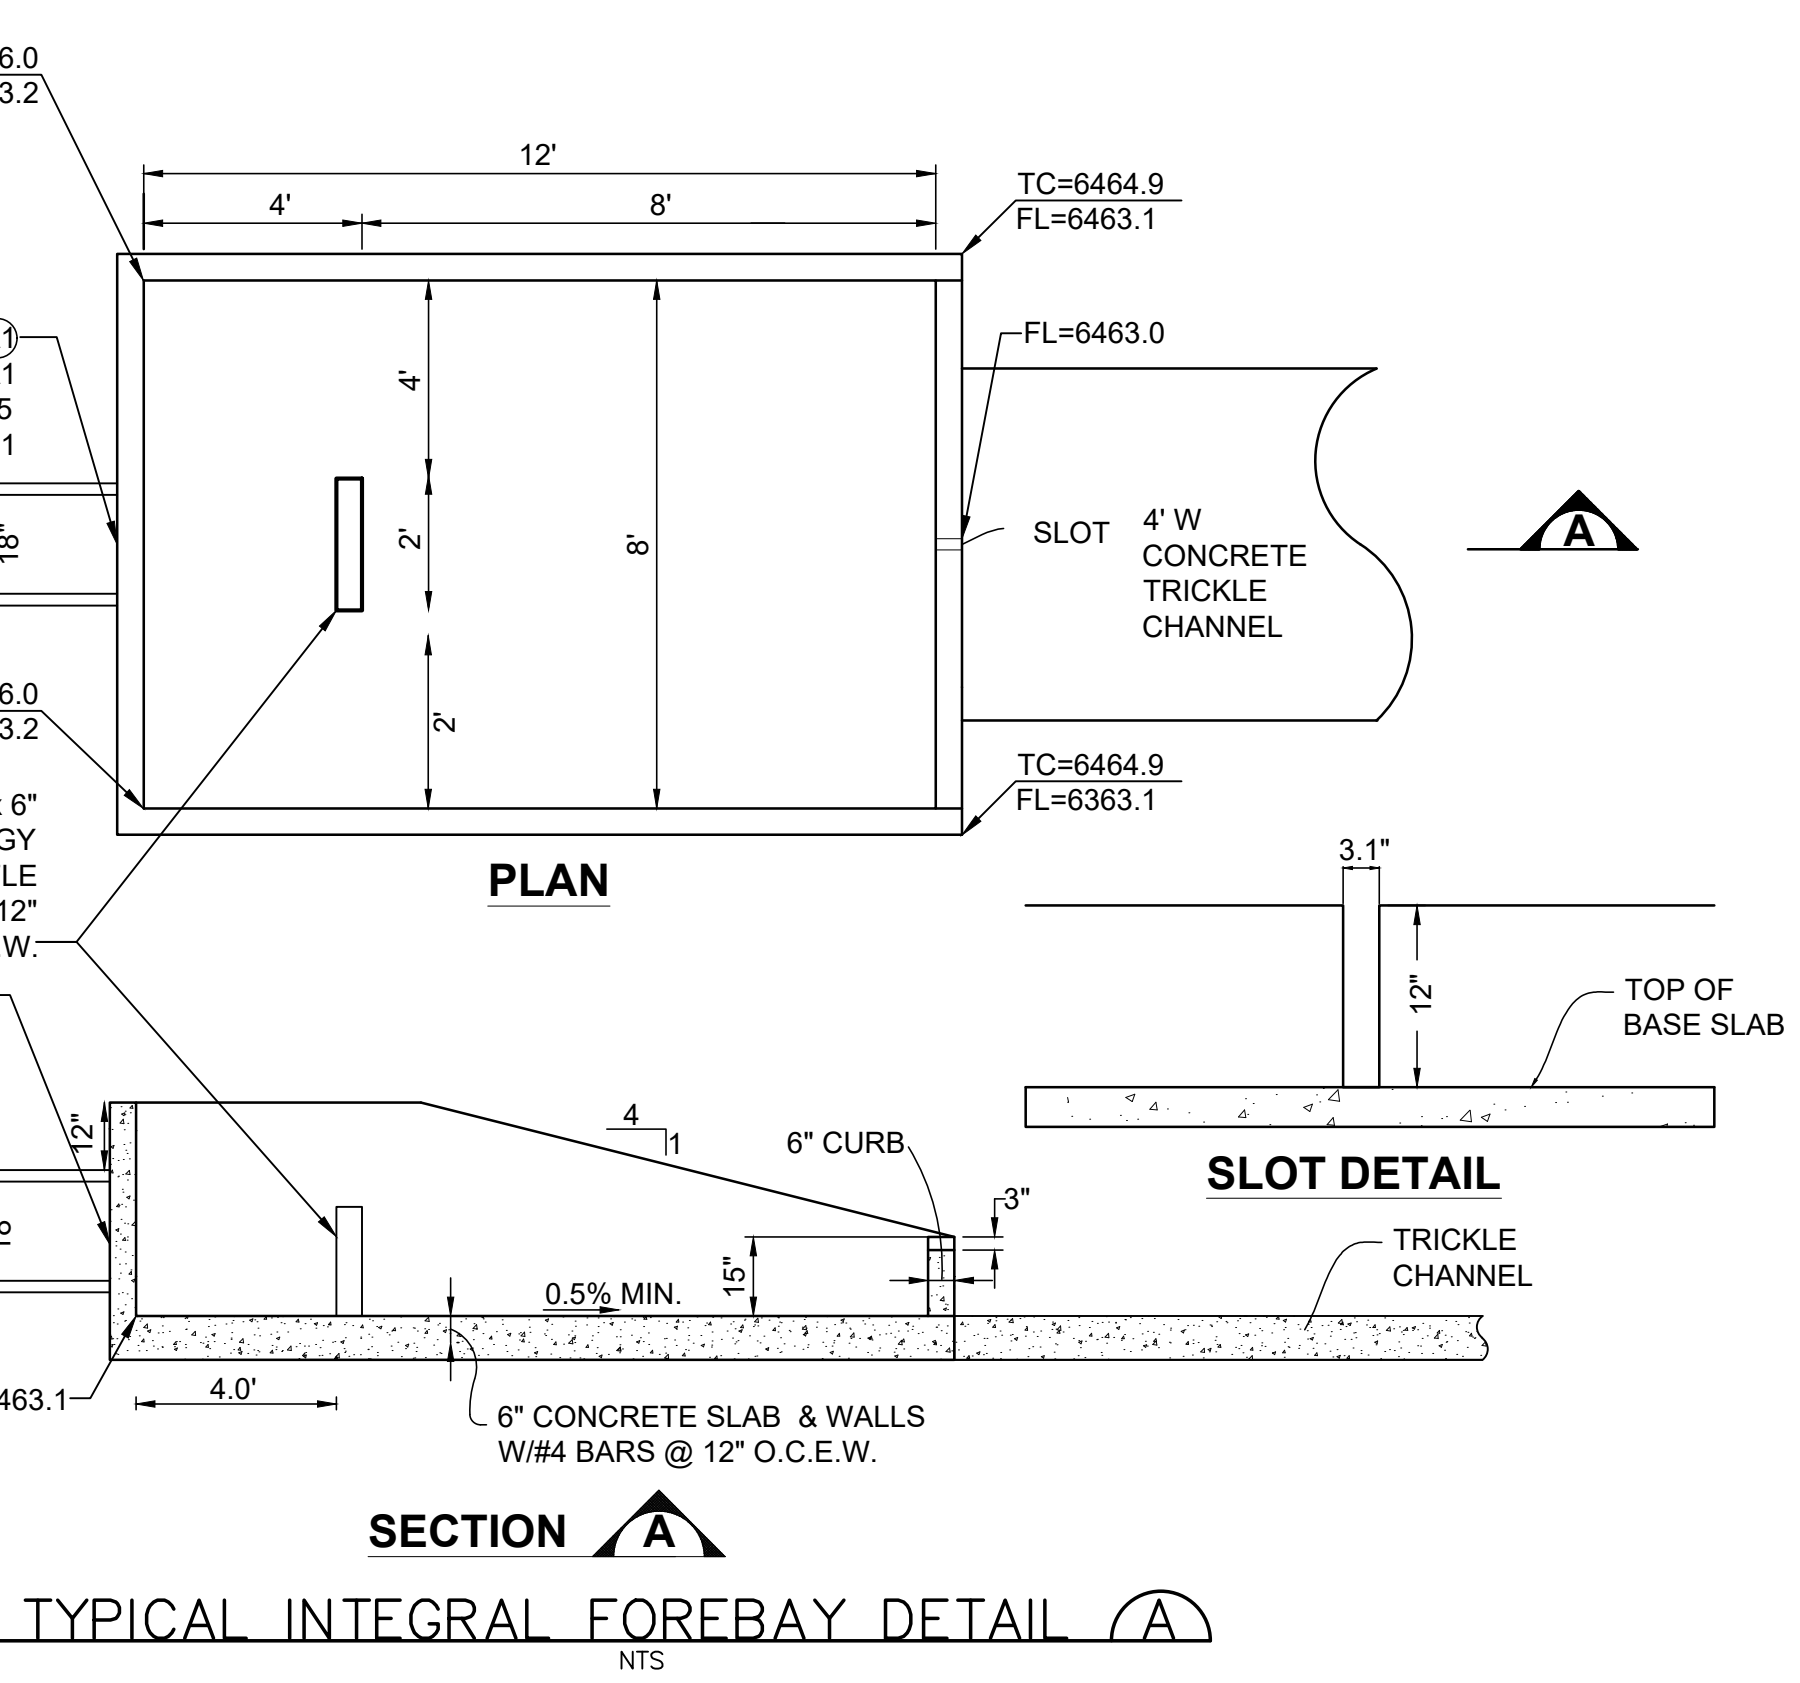 6.0
3.2
12'
4'
8'
TC=6464.9
FL=6463.1
1
1
5
1
FL=6463.0
4'
2'
8'
2'
18"
SLOT
4' W
CONCRETE
TRICKLE
CHANNEL
A
6.0
3.2
TC=6464.9
FL=6363.1
x 6"
GY
TLE
12"
.W.
PLAN
3.1"
12"
TOP OF
BASE SLAB
SLOT DETAIL
12"
4
1
6" CURB
3"
15"
0.5% MIN.
TRICKLE
CHANNEL
463.1
4.0'
6" CONCRETE SLAB & WALLS
W/#4 BARS @ 12" O.C.E.W.
SECTION A
TYPICAL INTEGRAL FOREBAY DETAIL A
NTS